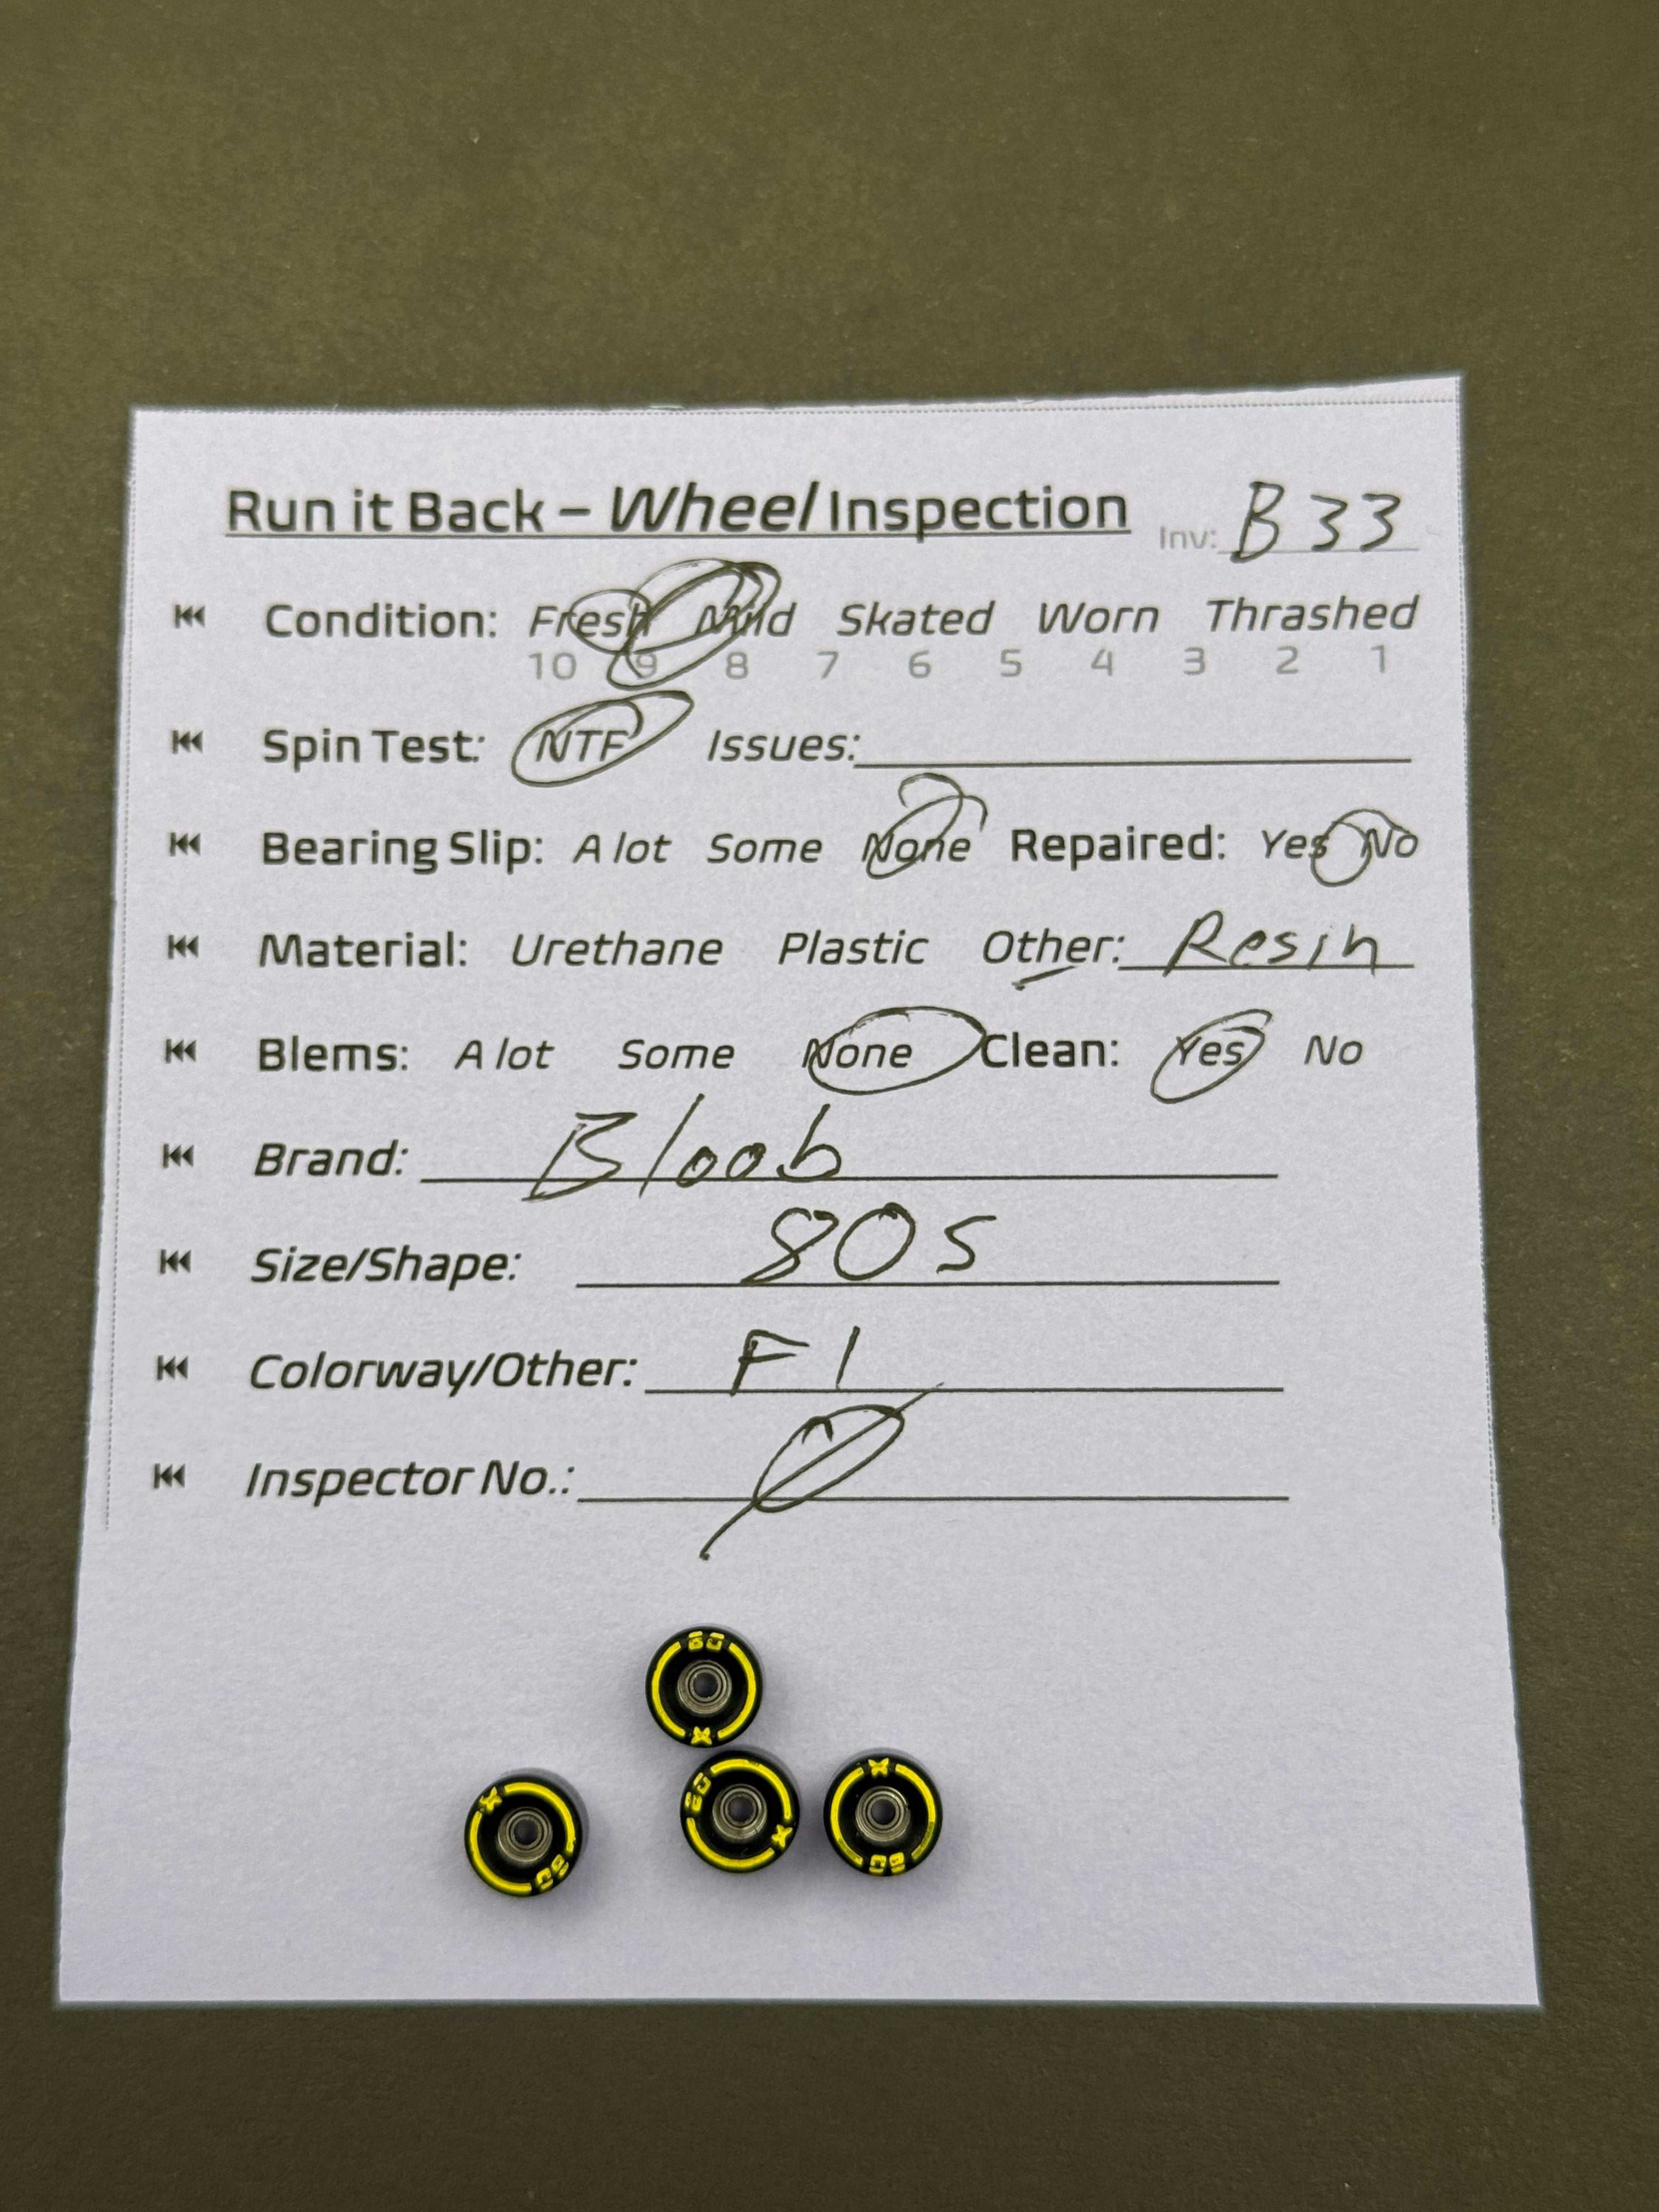 Run it Back – Wheel Inspection Inv: B33
Condition: Fresh Mild Skated Worn Thrashed
10 9 8 7 6 5 4 3 2 1
Spin Test: NTF Issues:
Bearing Slip: A lot Some None Repaired: Yes No
Material: Urethane Plastic Other: Resin
Blems: A lot Some None Clean: Yes No
Brand: Bloob
Size/Shape: 80s
Colorway/Other: F1
Inspector No.: